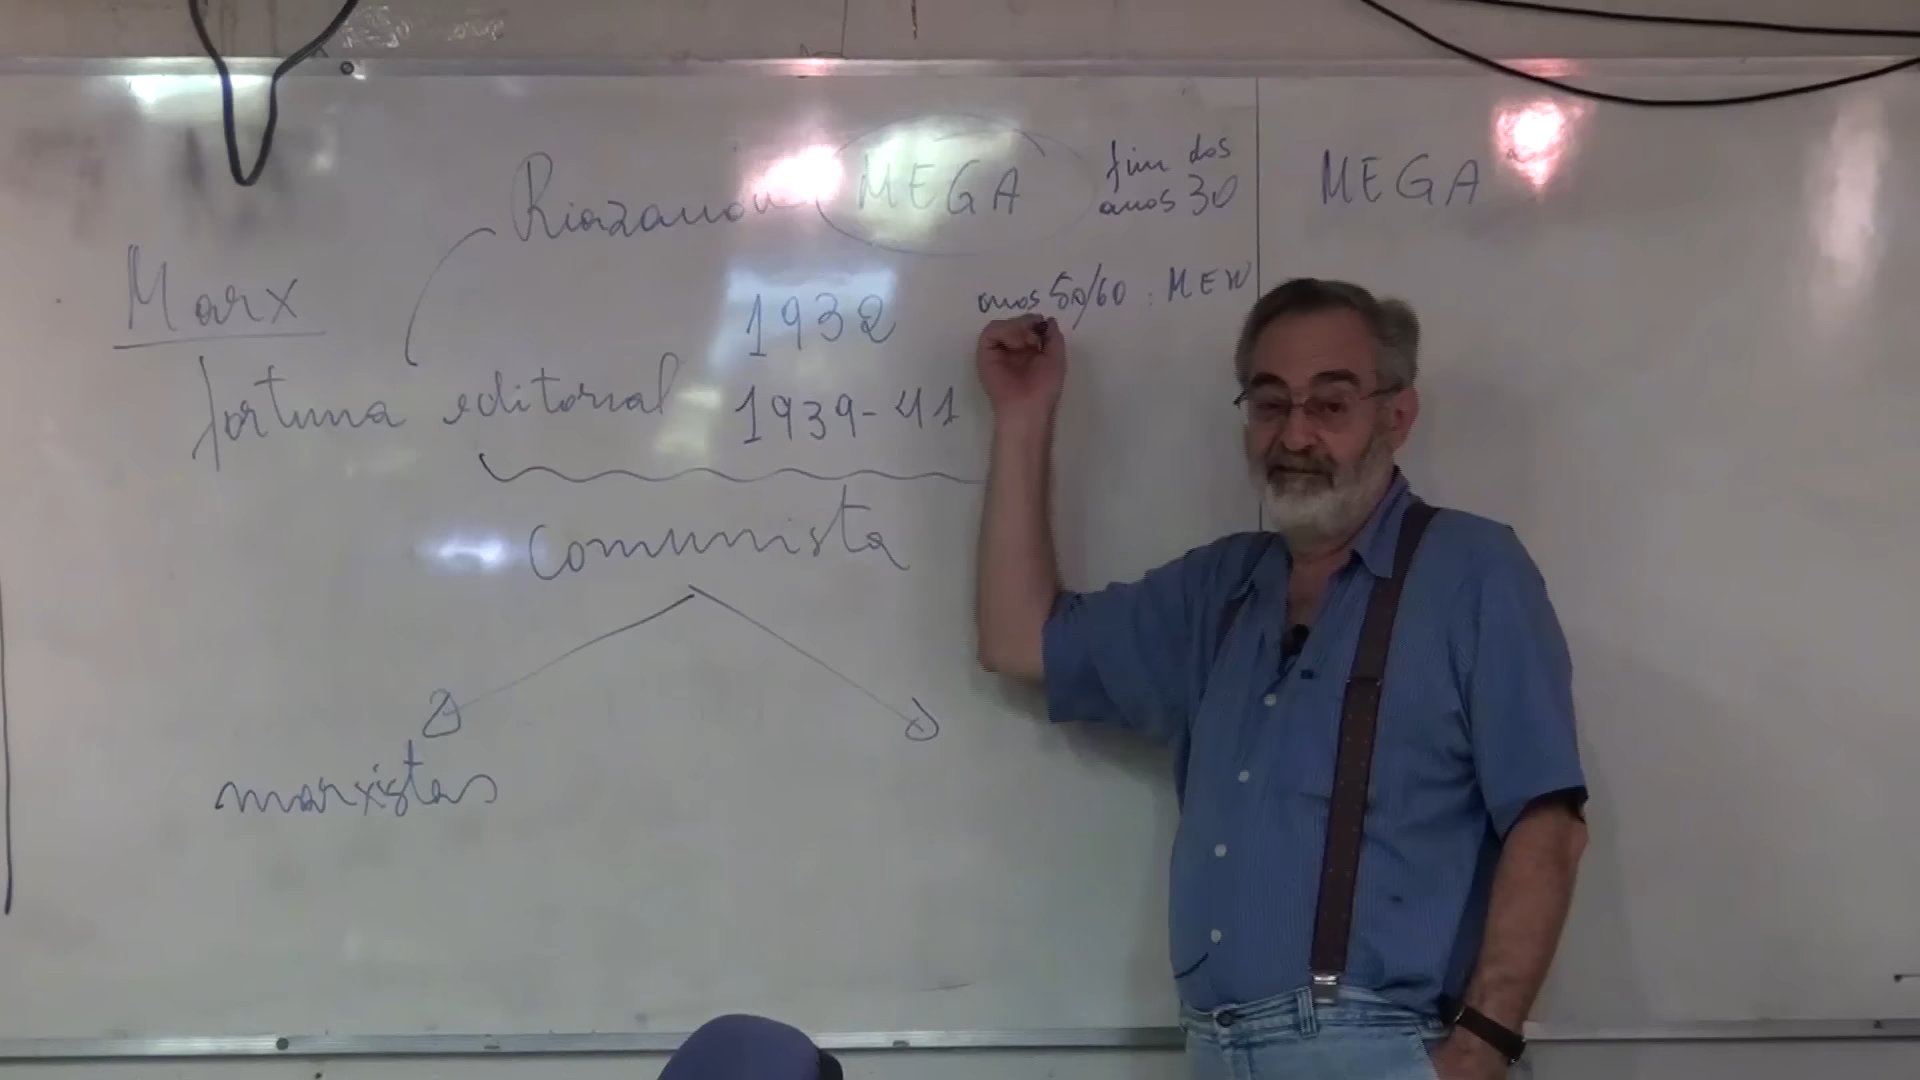 Riazanov MEGA fim dos
anos 30
MEGA
Marx
anos 50/60 : MEW
1932
fortuna editorial
1939-41
Comunista
marxistas